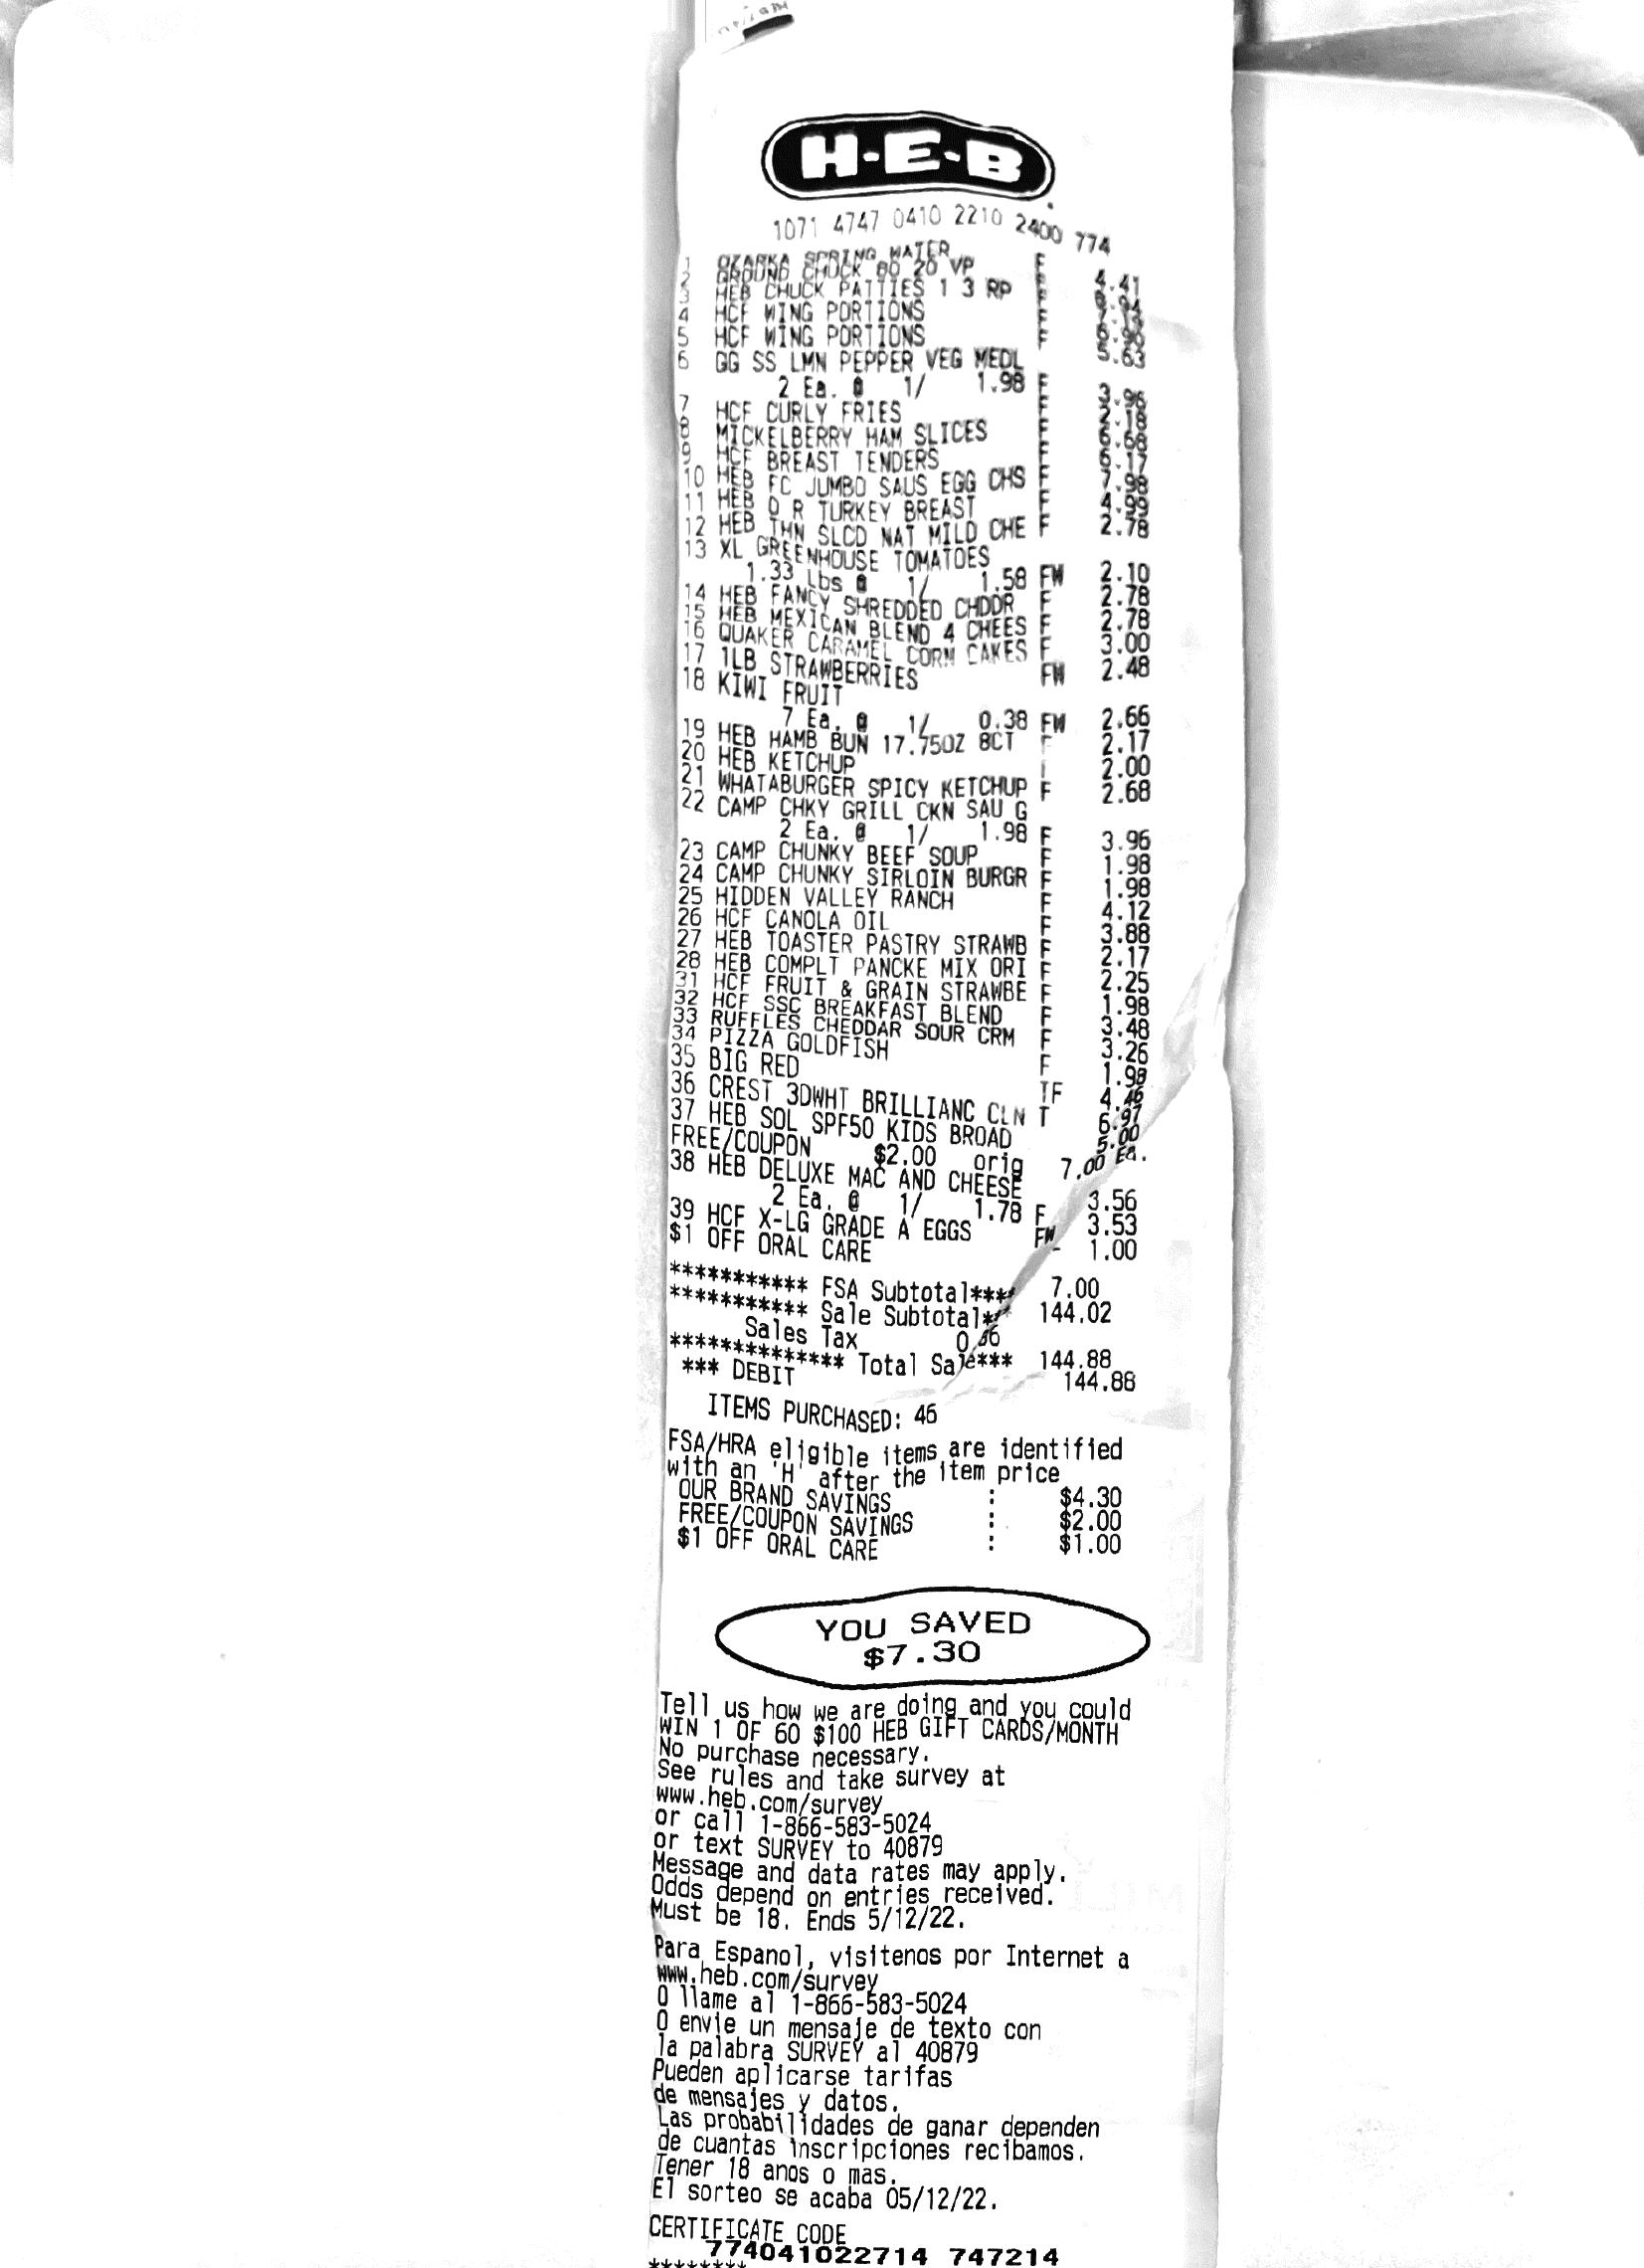 H-E-B
1071 4747 0410 2210 2400 774
1 OZARKA SPRING WATER F 4.41
2 GROUND CHUCK 80 20 VP F
3 HEB CHUCK PATTIES 1 3 RP F
4 HCF WING PORTIONS F
5 HCF WING PORTIONS F 5.63
6 GG SS LMN PEPPER VEG MEDL
2 Ea. @ 1/ 1.98 F 3.96
7 HCF CURLY FRIES F 2.18
8 MICKELBERRY HAM SLICES F 6.68
9 HCF BREAST TENDERS F 6.17
10 HEB FC JUMBO SAUS EGG CHS F 7.98
11 HEB O R TURKEY BREAST F 4.99
12 HEB THN SLCD NAT MILD CHE F 2.78
13 XL GREENHOUSE TOMATOES
1.33 Lbs @ 1/ 1.58 FW 2.10
14 HEB FANCY SHREDDED CHDDR F 2.78
15 HEB MEXICAN BLEND 4 CHEES F 2.78
16 QUAKER CARAMEL CORN CAKES F 3.00
17 1LB STRAWBERRIES FW 2.48
18 KIWI FRUIT
7 Ea. @ 1/ 0.38 FW 2.66
19 HEB HAMB BUN 17.75OZ 8CT F 2.17
20 HEB KETCHUP 2.00
21 WHATABURGER SPICY KETCHUP F 2.68
22 CAMP CHKY GRILL CKN SAU G
2 Ea. @ 1/ 1.98 F 3.96
23 CAMP CHUNKY BEEF SOUP F 1.98
24 CAMP CHUNKY SIRLOIN BURGR F 1.98
25 HIDDEN VALLEY RANCH F 4.12
26 HCF CANOLA OIL F 3.88
27 HEB TOASTER PASTRY STRAWB F 2.17
28 HEB COMPLT PANCKE MIX ORI F 2.25
31 HCF FRUIT & GRAIN STRAWBE F 1.98
32 HCF SSC BREAKFAST BLEND F 3.48
33 RUFFLES CHEDDAR SOUR CRM F 3.26
34 PIZZA GOLDFISH F 1.98
35 BIG RED TF 4.46
36 CREST 3DWHT BRILLIANC CLN T 6.97
37 HEB SOL SPF50 KIDS BROAD 5.00
FREE/COUPON $2.00 orig 7.00 Ea.
38 HEB DELUXE MAC AND CHEESE
2 Ea. @ 1/ 1.78 F 3.56
39 HCF X-LG GRADE A EGGS FW 3.53
$1 OFF ORAL CARE - 1.00
*********** FSA Subtotal**** 7.00
*********** Sale Subtotal*** 144.02
Sales Tax
************** Total Sale*** 144.88
*** DEBIT 144.88
ITEMS PURCHASED: 46
FSA/HRA eligible items are identified
with an 'H' after the item price
OUR BRAND SAVINGS : $4.30
FREE/COUPON SAVINGS : $2.00
$1 OFF ORAL CARE : $1.00
YOU SAVED
$7.30
Tell us how we are doing and you could
WIN 1 OF 60 $100 HEB GIFT CARDS/MONTH
No purchase necessary.
See rules and take survey at
www.heb.com/survey
or call 1-866-583-5024
or text SURVEY to 40879
Message and data rates may apply.
Odds depend on entries received.
Must be 18. Ends 5/12/22.
Para Espanol, visitenos por Internet a
www.heb.com/survey
O llame al 1-866-583-5024
O envie un mensaje de texto con
la palabra SURVEY al 40879
Pueden aplicarse tarifas
de mensajes y datos.
Las probabilidades de ganar dependen
de cuantas inscripciones recibamos.
Tener 18 anos o mas.
El sorteo se acaba 05/12/22.
CERTIFICATE CODE
774041022714 747214
********